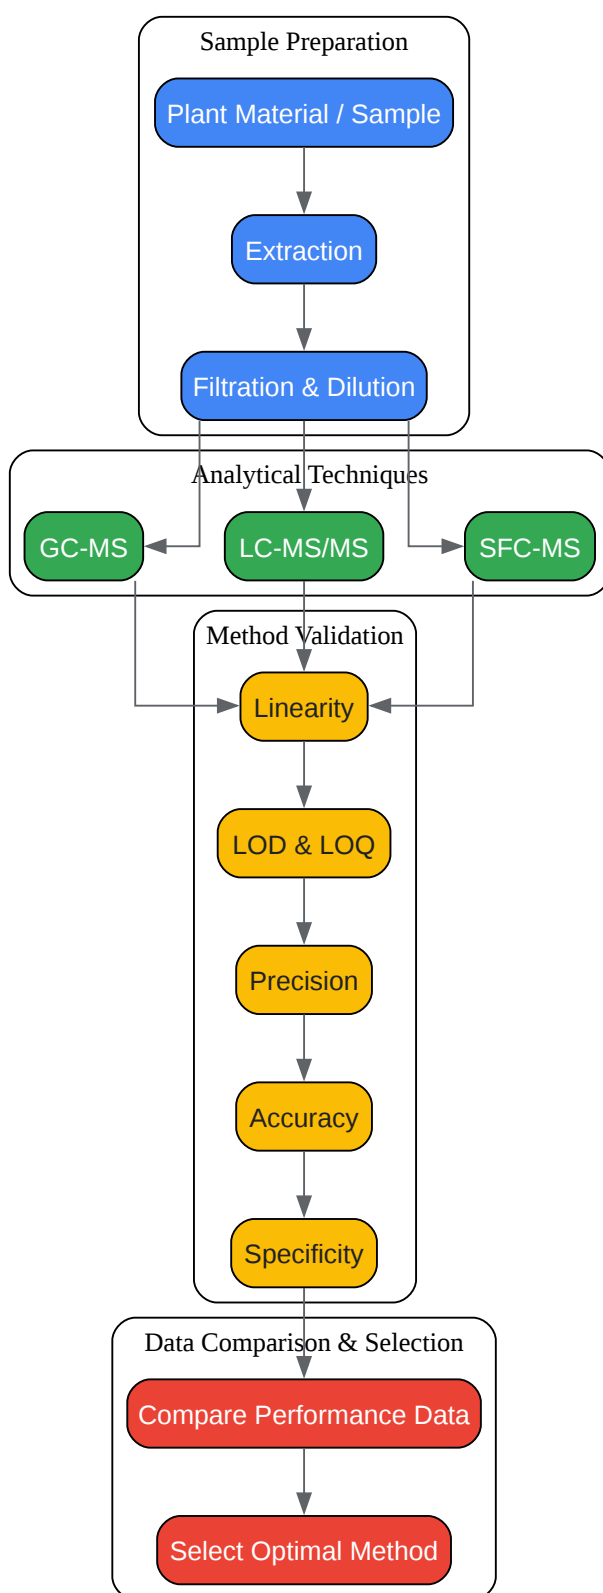 Sample Preparation
Plant Material / Sample
Extraction
Filtration & Dilution
Analytical Techniques
GC-MS
LC-MS/MS
SFC-MS
Method Validation
Linearity
LOD & LOQ
Precision
Accuracy
Specificity
Data Comparison & Selection
Compare Performance Data
Select Optimal Method